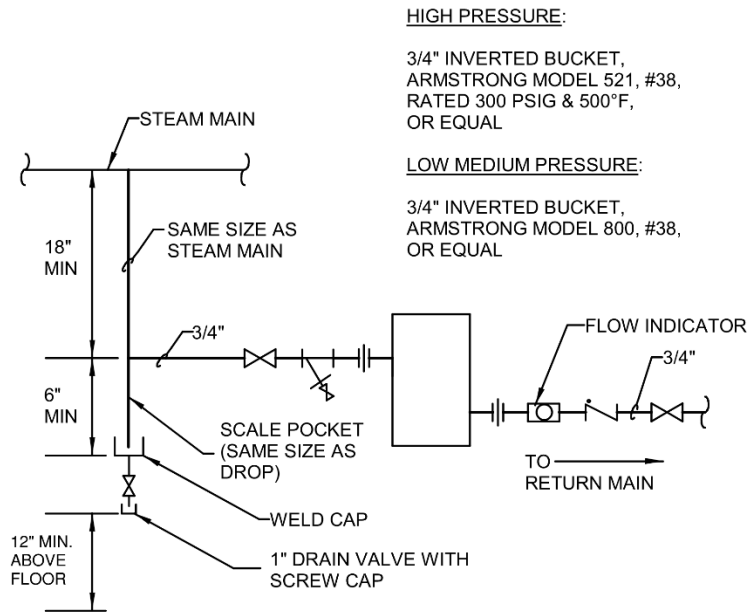 HIGH PRESSURE:
3/4" INVERTED BUCKET,
ARMSTRONG MODEL 521, #38,
RATED 300 PSIG & 500°F,
OR EQUAL
LOW MEDIUM PRESSURE:
3/4" INVERTED BUCKET,
ARMSTRONG MODEL 800, #38,
OR EQUAL
STEAM MAIN
18"
MIN
SAME SIZE AS
STEAM MAIN
3/4"
FLOW INDICATOR
3/4"
6"
MIN
SCALE POCKET
(SAME SIZE AS
DROP)
TO
RETURN MAIN
WELD CAP
12" MIN.
ABOVE
FLOOR
1" DRAIN VALVE WITH
SCREW CAP